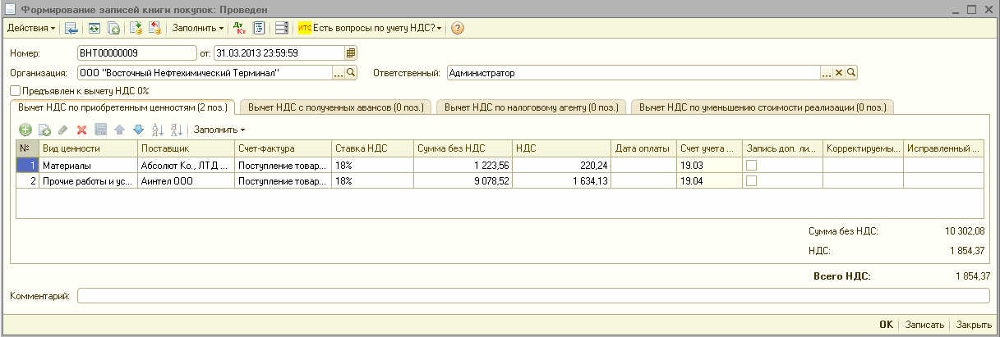 Формирование записей книги покупок: Проведен
Действия Заполнить Дт Кт ИТС Есть вопросы по учету НДС? ?
Номер: ВНТ00000009 от: 31.03.2013 23:59:59
Организация: ООО "Восточный Нефтехимический Терминал" ... Ответственный: Администратор ...
Предъявлен к вычету НДС 0%
Вычет НДС по приобретенным ценностям (2 поз.) Вычет НДС с полученных авансов (0 поз.) Вычет НДС по налоговому агенту (0 поз.) Вычет НДС по уменьшению стоимости реализации (0 поз.)
Заполнить
№ Вид ценности Поставщик Счет-фактура Ставка НДС Сумма без НДС НДС Дата оплаты Счет учета ... Запись доп. ли... Корректируемы... Исправленный ...
1 Материалы Абсолют Ко., ЛТД ... Поступление товар... 18% 1 223,56 220,24 19.03
2 Прочие работы и ус... Аинтел ООО Поступление товар... 18% 9 078,52 1 634,13 19.04
Сумма без НДС: 10 302,08
НДС: 1 854,37
Всего НДС: 1 854,37
Комментарий:
OK Записать Закрыть